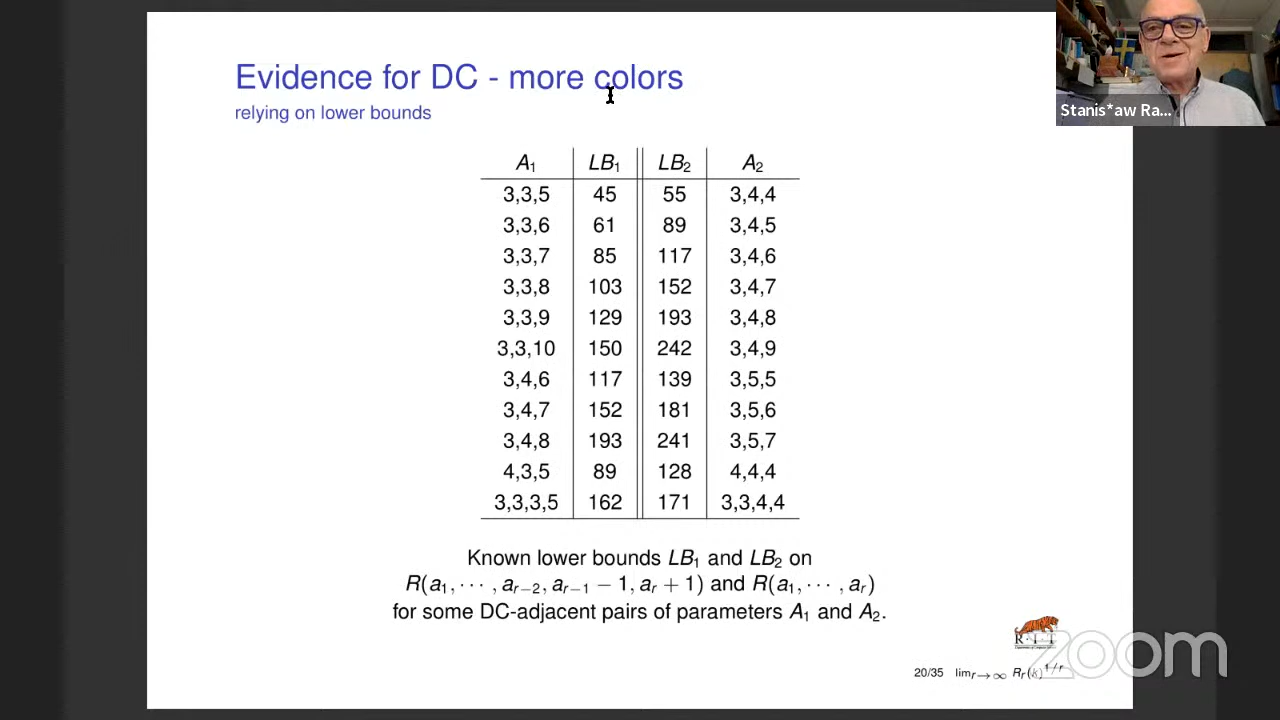 Evidence for DC - more colors
relying on lower bounds
Stanis*aw Ra...
A₁ LB₁ LB₂ A₂
3,3,5 45 55 3,4,4
3,3,6 61 89 3,4,5
3,3,7 85 117 3,4,6
3,3,8 103 152 3,4,7
3,3,9 129 193 3,4,8
3,3,10 150 242 3,4,9
3,4,6 117 139 3,5,5
3,4,7 152 181 3,5,6
3,4,8 193 241 3,5,7
4,3,5 89 128 4,4,4
3,3,3,5 162 171 3,3,4,4
Known lower bounds LB₁ and LB₂ on
R(a₁, ⋯ , aᵣ₋₂, aᵣ₋₁ − 1, aᵣ + 1) and R(a₁, ⋯ , aᵣ)
for some DC-adjacent pairs of parameters A₁ and A₂.
R·I·T
zoom
20/35 limᵣ→∞ Rᵣ(k)^1/r